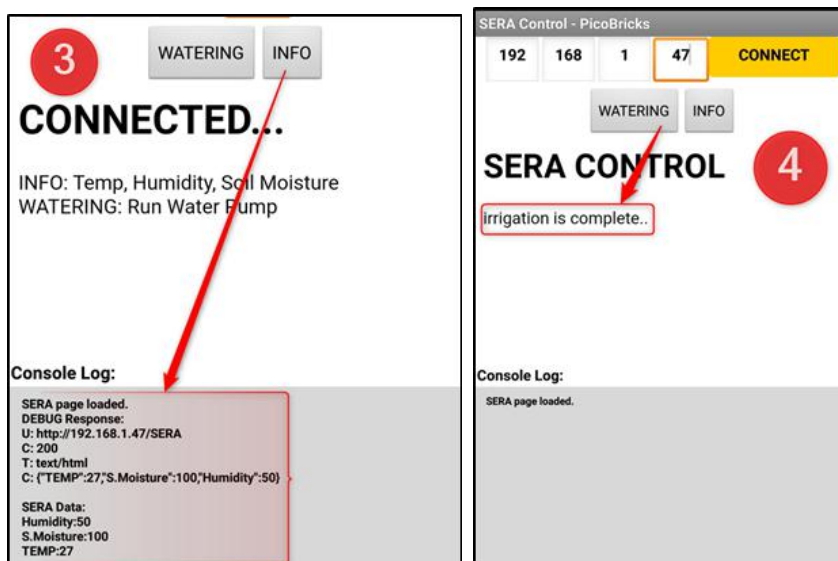 3
WATERING INFO
CONNECTED...
INFO: Temp, Humidity, Soil Moisture
WATERING: Run Water Pump
Console Log:
SERA page loaded.
DEBUG Response:
U: http://192.168.1.47/SERA
C: 200
T: text/html
C: {"TEMP":27,"S.Moisture":100,"Humidity":50}
SERA Data:
Humidity:50
S.Moisture:100
TEMP:27
SERA Control - PicoBricks
192 168 1 47 CONNECT
WATERING INFO
SERA CONTROL
4
irrigation is complete..
Console Log:
SERA page loaded.